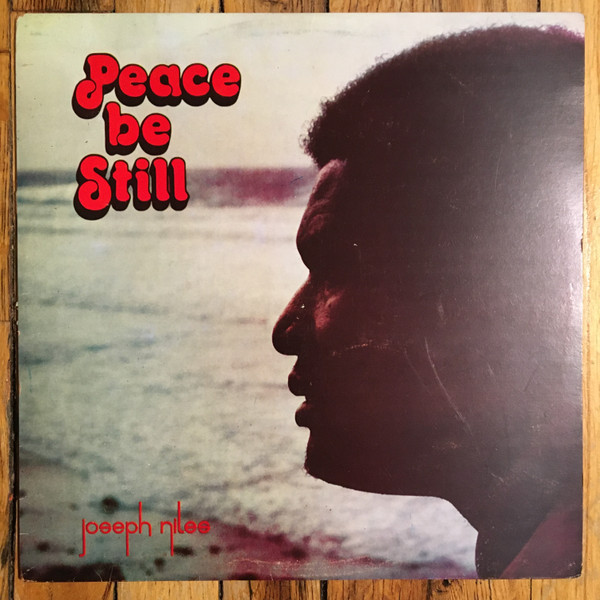 Peace
be
Still
joseph niles